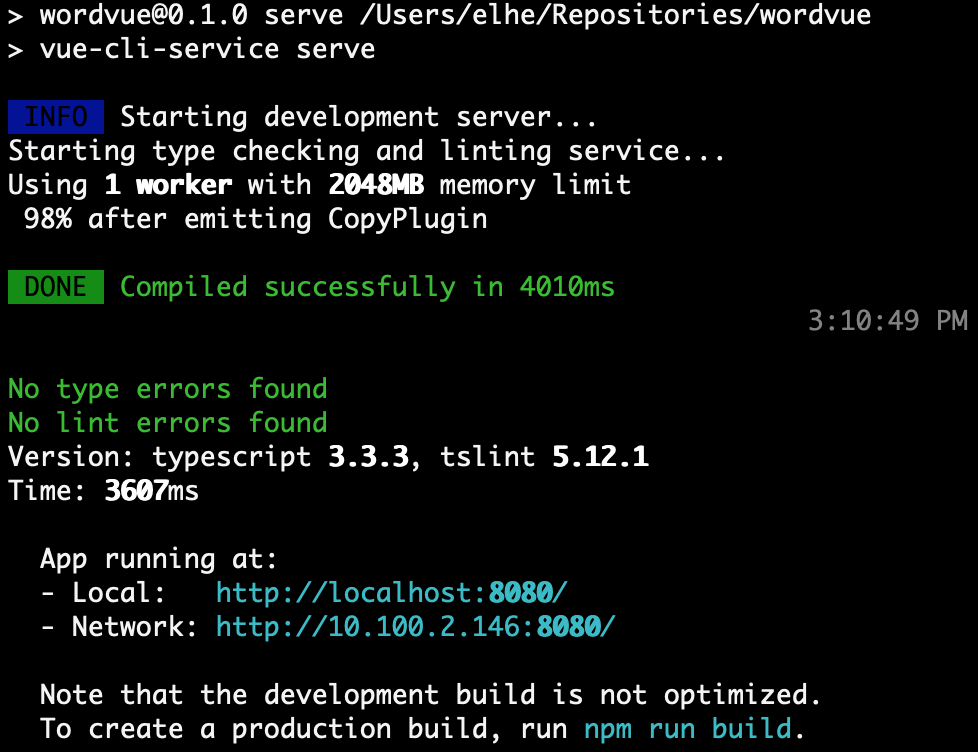 > wordvue@0.1.0 serve /Users/elhe/Repositories/wordvue
> vue-cli-service serve
INFO Starting development server...
Starting type checking and linting service...
Using 1 worker with 2048MB memory limit
98% after emitting CopyPlugin
DONE Compiled successfully in 4010ms
3:10:49 PM
No type errors found
No lint errors found
Version: typescript 3.3.3, tslint 5.12.1
Time: 3607ms
App running at:
- Local: http://localhost:8080/
- Network: http://10.100.2.146:8080/
Note that the development build is not optimized.
To create a production build, run npm run build.